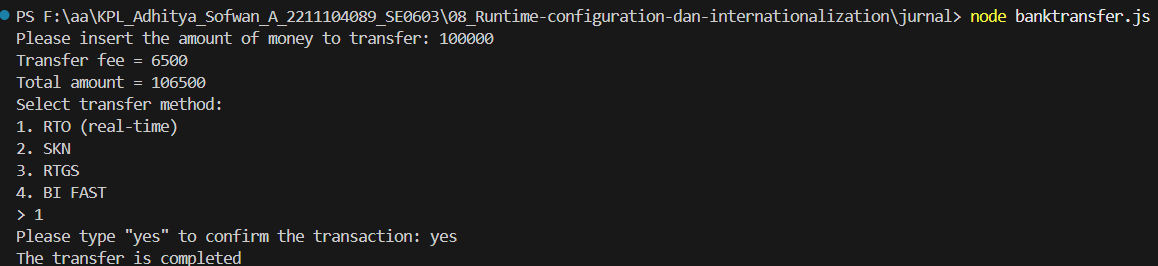 PS F:\aa\KPL_Adhitya_Sofwan_A_2211104089_SE0603\08_Runtime-configuration-dan-internationalization\jurnal> node banktransfer.js
Please insert the amount of money to transfer: 100000
Transfer fee = 6500
Total amount = 106500
Select transfer method:
1. RTO (real-time)
2. SKN
3. RTGS
4. BI FAST
> 1
Please type "yes" to confirm the transaction: yes
The transfer is completed